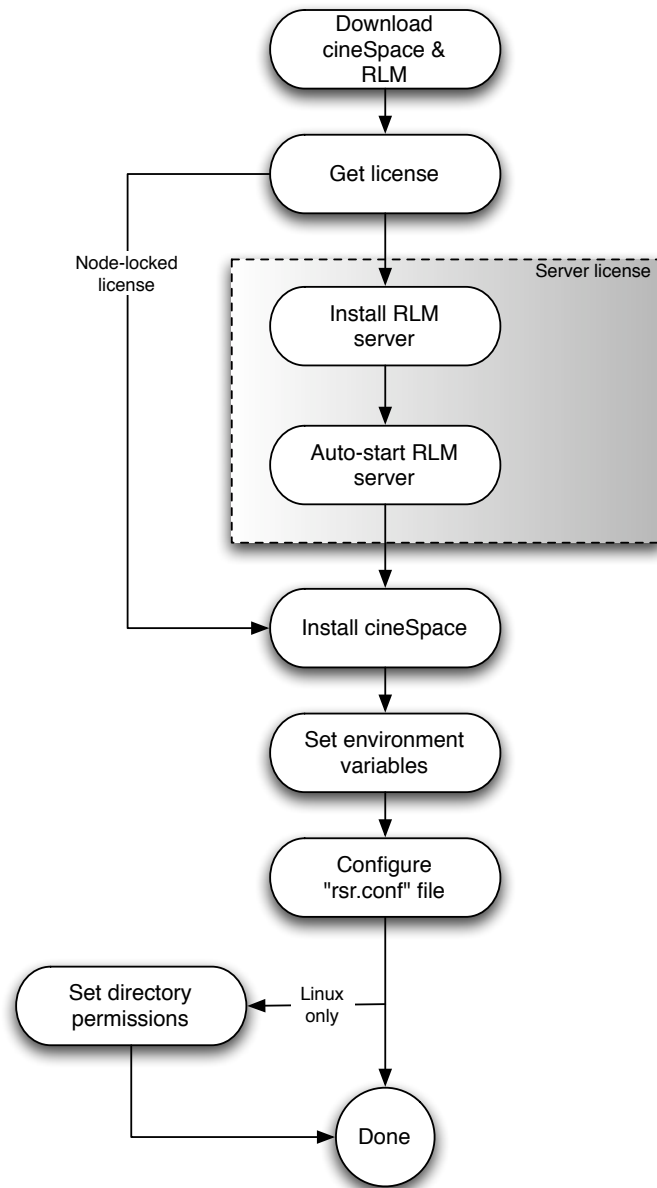 Download
cineSpace &
RLM
Get license
Node-locked
license
Server license
Install RLM
server
Auto-start RLM
server
Install cineSpace
Set environment
variables
Configure
"rsr.conf" file
Linux
only
Set directory
permissions
Done